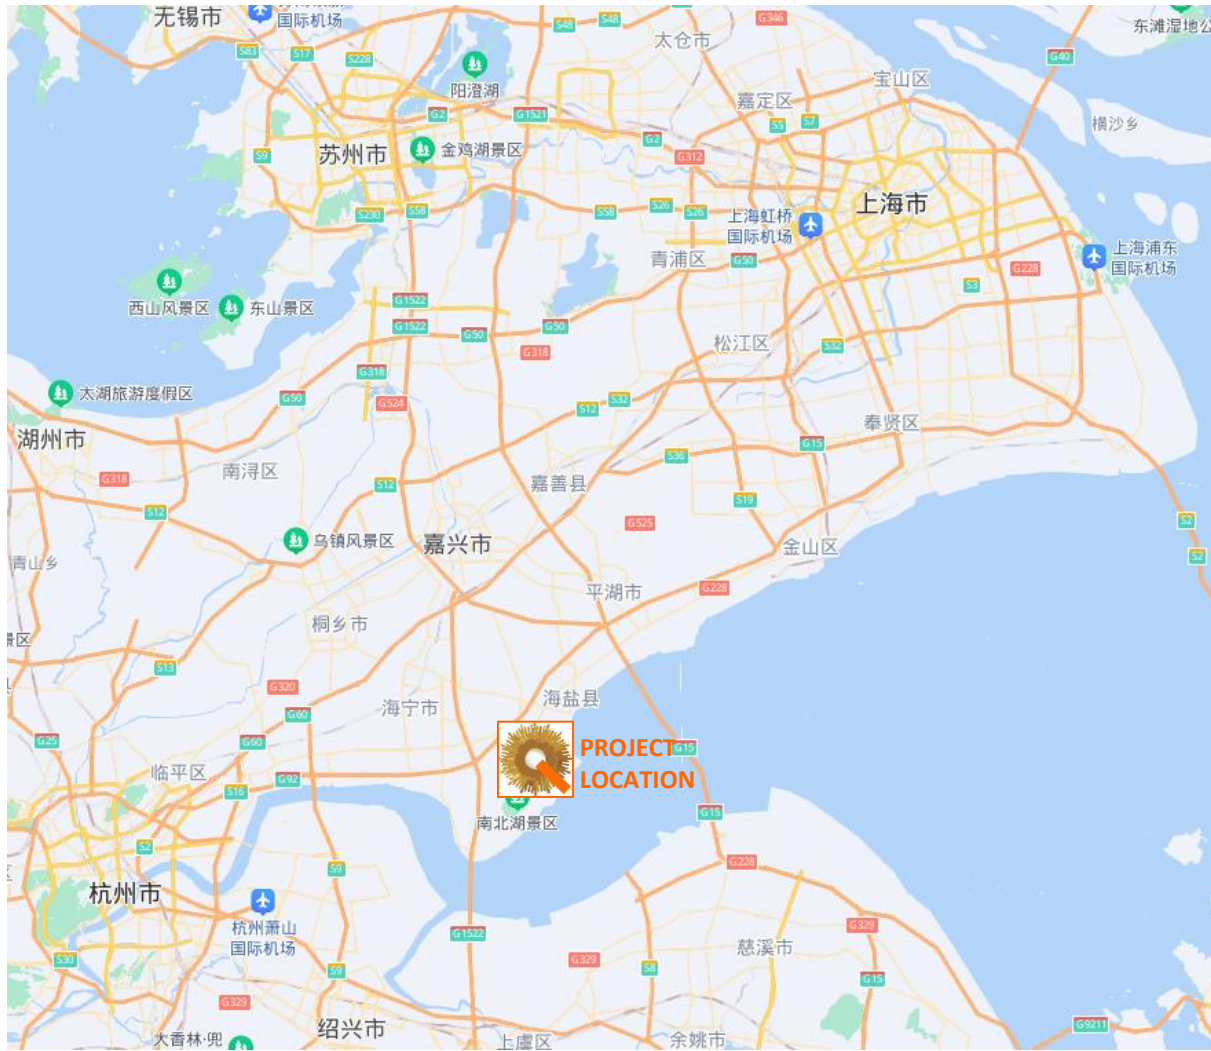 无锡市
国际机场
S48
S48
G346
东滩湿地公
太仓市
S83
S17
S228
G40
阳澄湖
宝山区
嘉定区
G2
G1521
S5
S7
横沙乡
G2
苏州市
金鸡湖景区
S9
G312
S230
S58
S58
S26
S26
上海市
上海虹桥
国际机场
青浦区
G50
上海浦东
国际机场
G228
S3
西山风景区
东山景区
G1522
G1522
G50
G50
G318
松江区
S32
G318
太湖旅游度假区
G50
G524
S12
S32
湖州市
奉贤区
G15
南浔区
G318
S36
S12
嘉善县
S19
S12
G525
S2
乌镇风景区
嘉兴市
金山区
S2
青山乡
平湖市
G228
桐乡市
景区
S13
G320
海宁市
海盐县
G60
G25
G60
PROJECT
LOCATION
G15
临平区
G92
S16
G15
南北湖景区
S2
G228
S9
杭州市
杭州萧山
国际机场
G1522
G329
慈溪市
S30
S9
G329
S8
G15
G329
绍兴市
G9211
大香林·兜
上虞区
余姚市